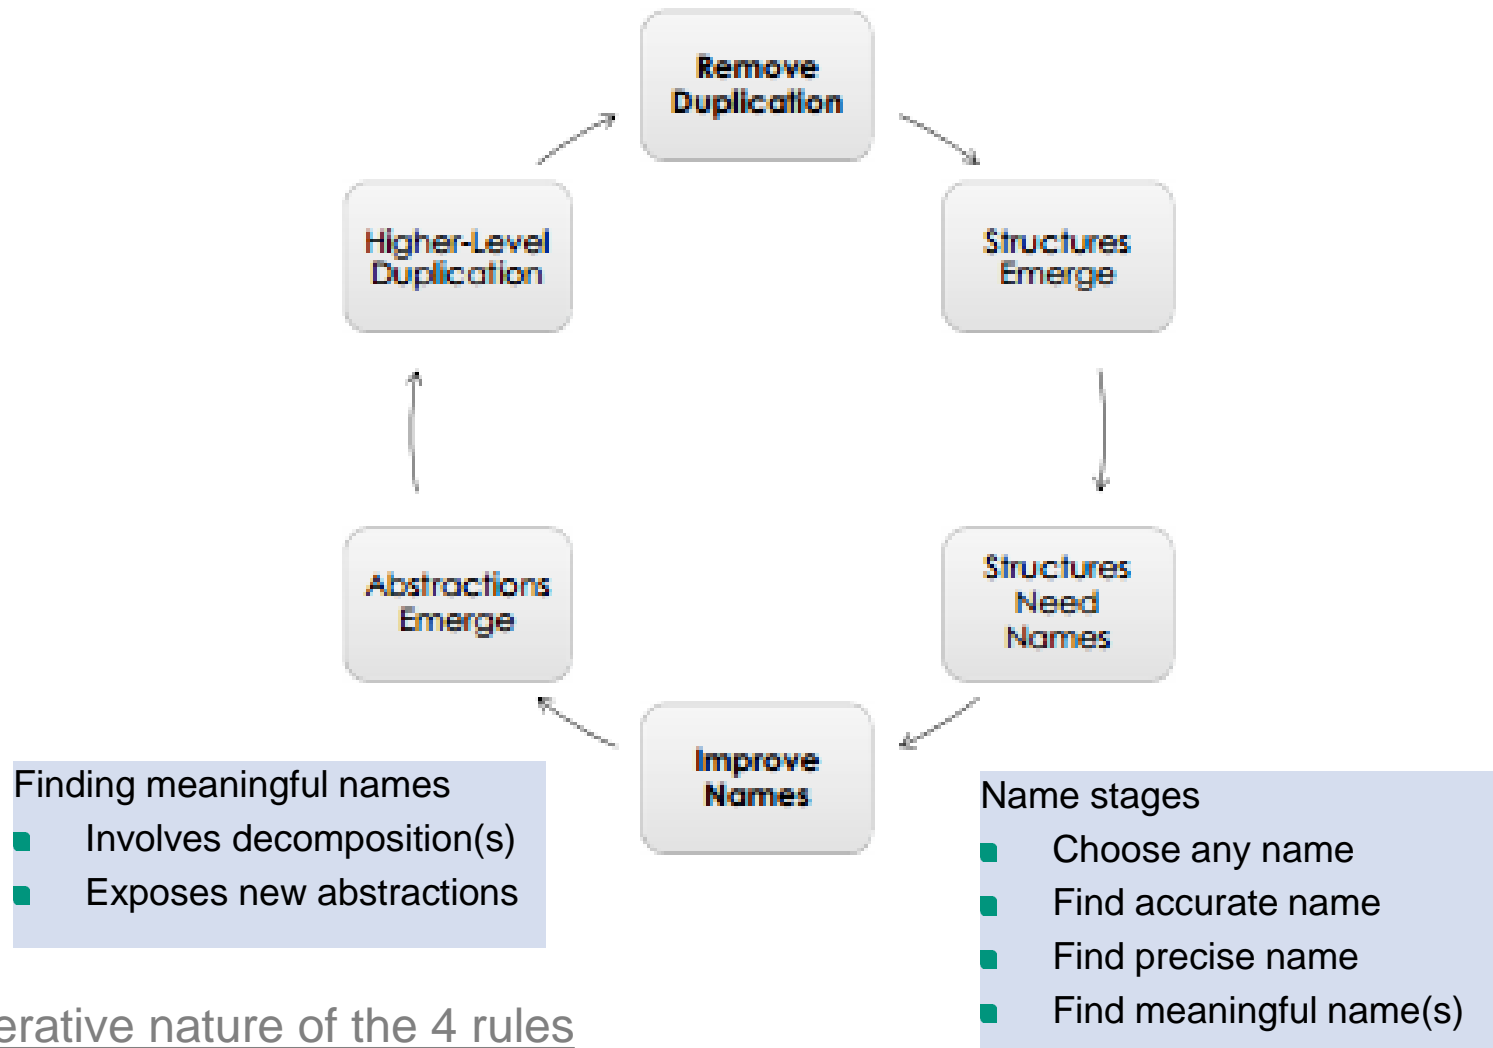 Remove
Duplication
Higher-Level
Duplication
Structures
Emerge
Abstractions
Emerge
Structures
Need
Names
Improve
Names
Finding meaningful names
Involves decomposition(s)
Exposes new abstractions
Name stages
Choose any name
Find accurate name
Find precise name
Find meaningful name(s)
erative nature of the 4 rules